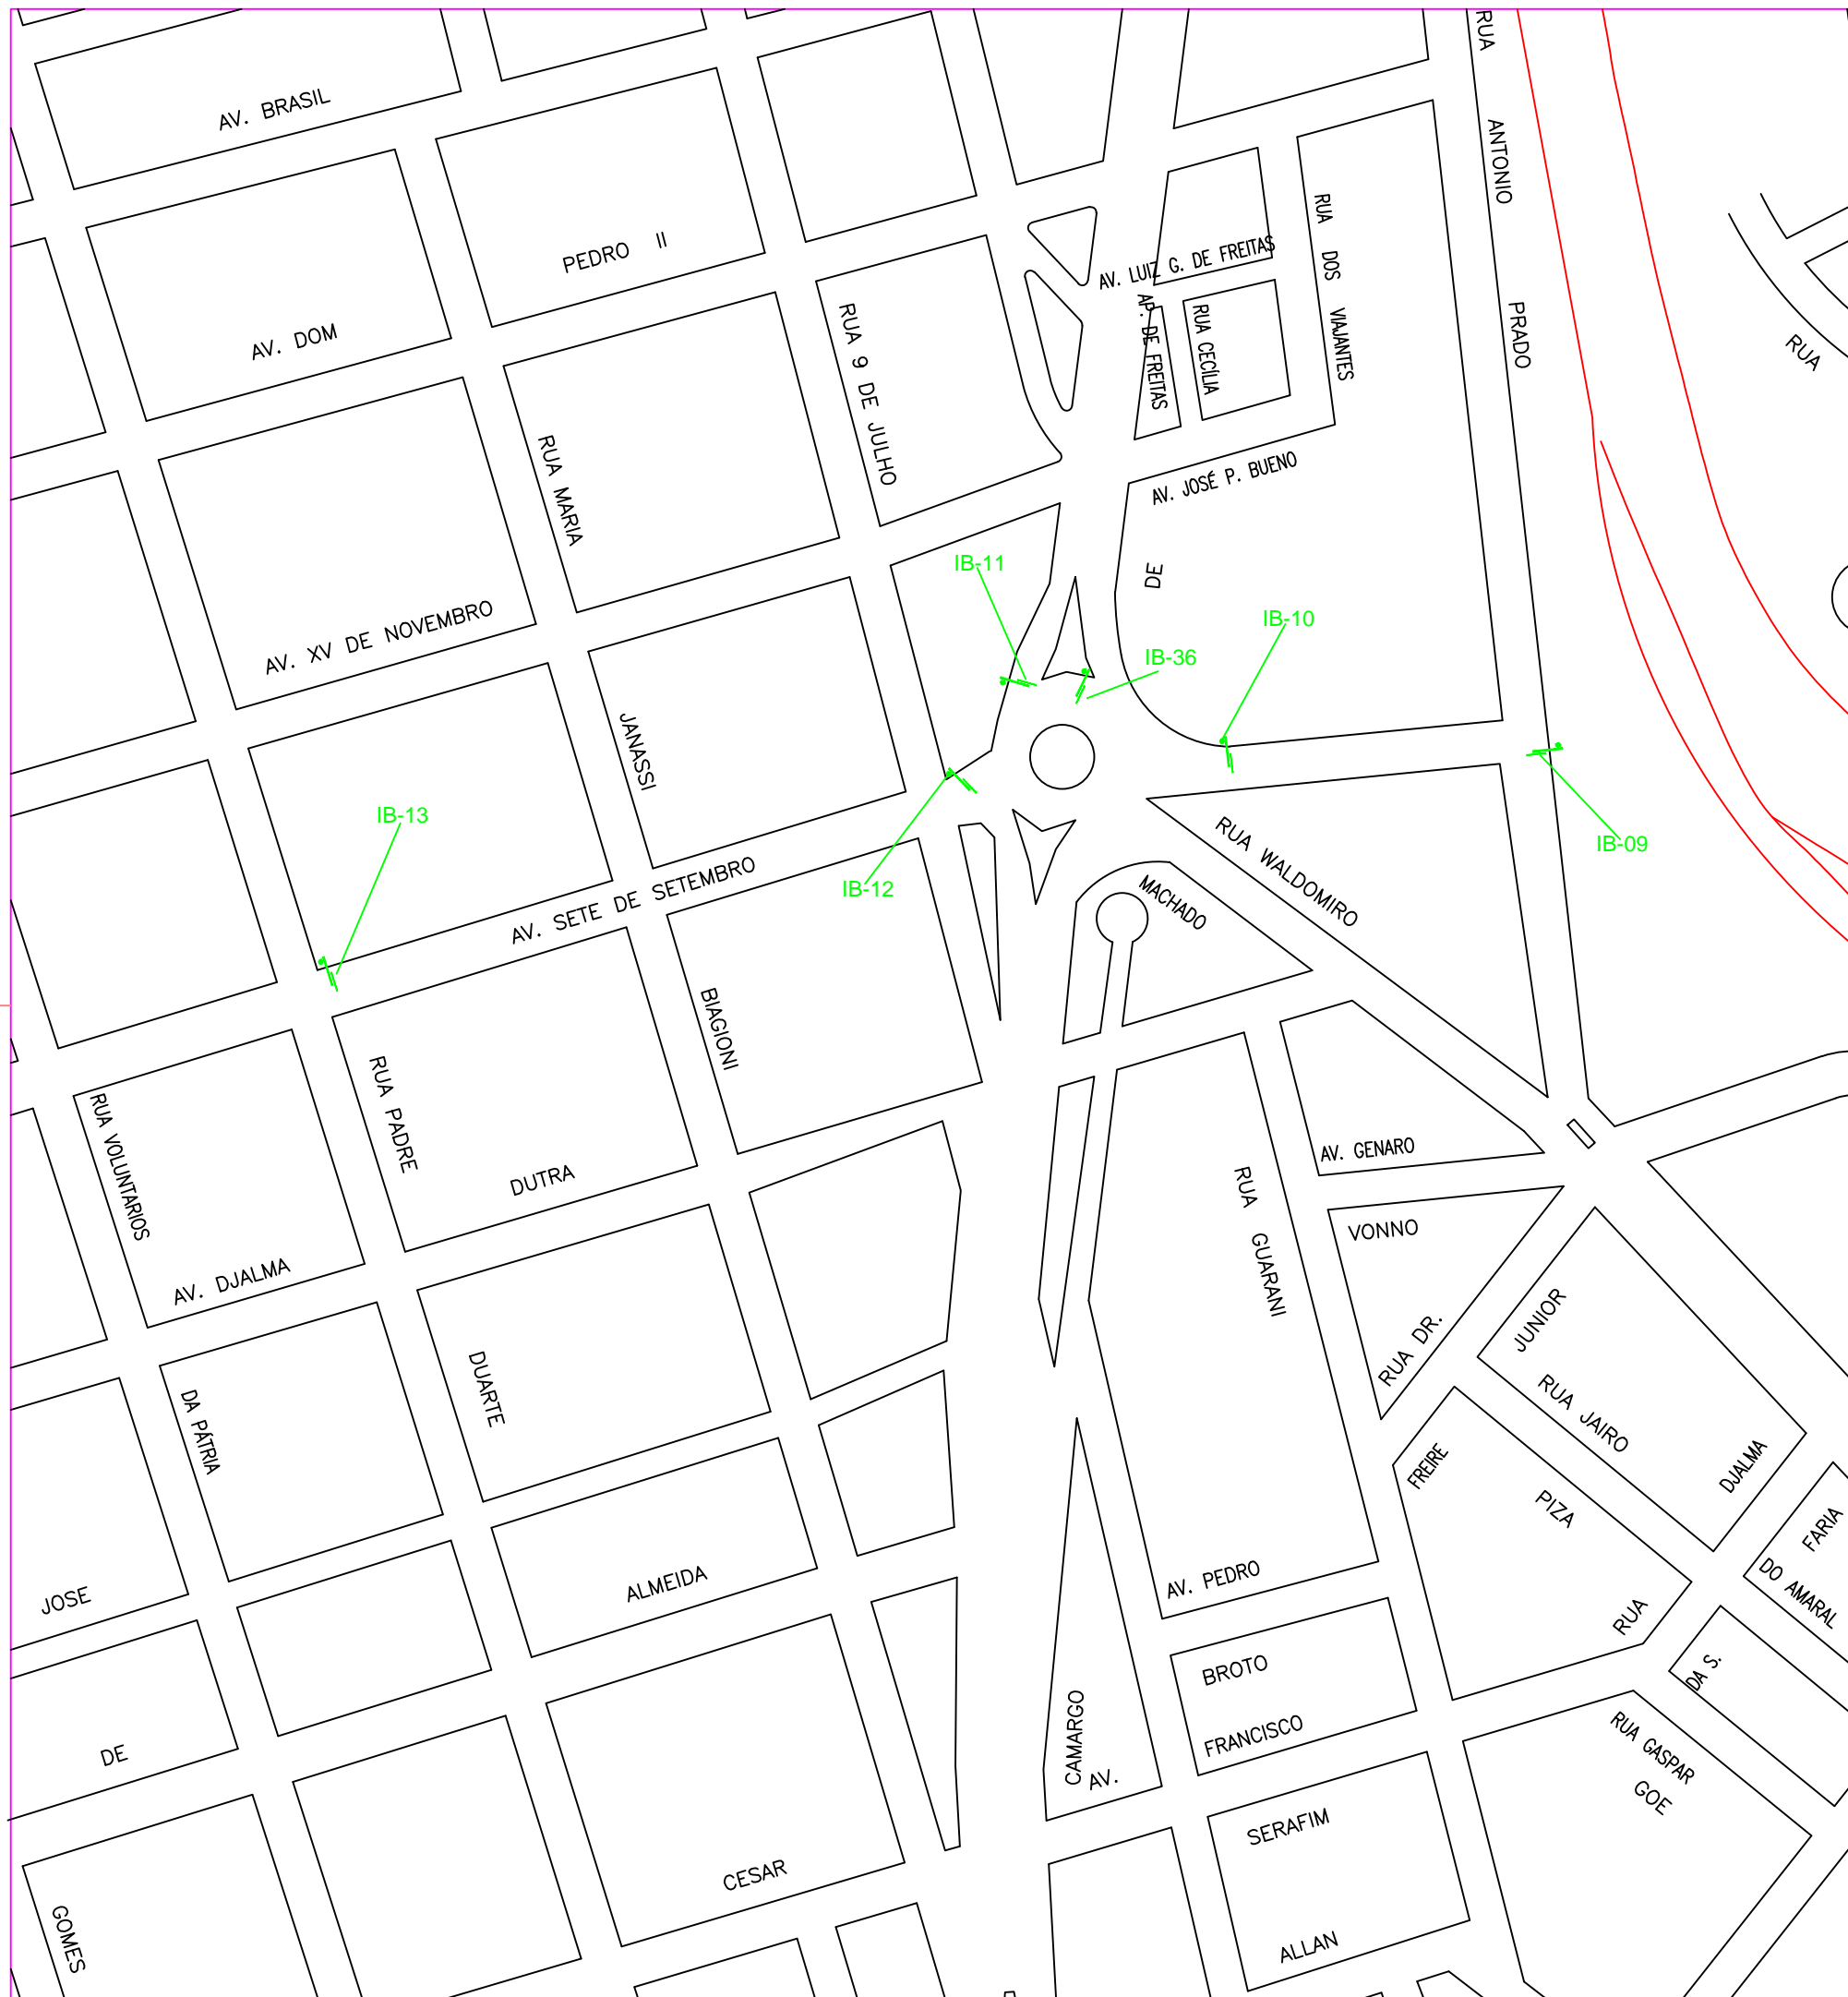 RUA
AV. BRASIL
ANTONIO
PEDRO II
RUA DOS VIAJANTES
AV. LUIZ G. DE FREITAS
AP. DE FREITAS
RUA CECÍLIA
AV. DOM
RUA 9 DE JULHO
PRADO
RUA
RUA MARIA
AV. JOSÉ P. BUENO
DE
IB-11
IB-10
AV. XV DE NOVEMBRO
IB-36
JANASSI
IB-13
IB-09
RUA WALDOMIRO
IB-12
AV. SETE DE SETEMBRO
MACHADO
BIAGIONI
RUA PADRE
RUA VOLUNTARIOS
AV. GENARO
DUTRA
RUA GUARANI
VONNO
AV. DJALMA
JUNIOR
RUA DR.
DUARTE
RUA JAIRO
DA PÁTRIA
FREIRE
DJALMA
PIZA
FARIA
ALMEIDA
AV. PEDRO
DO AMARAL
JOSE
RUA
BROTO
DA S.
CAMARGO
FRANCISCO
RUA GASPAR
DE
AV.
GOE
SERAFIM
CESAR
GOMES
ALLAN